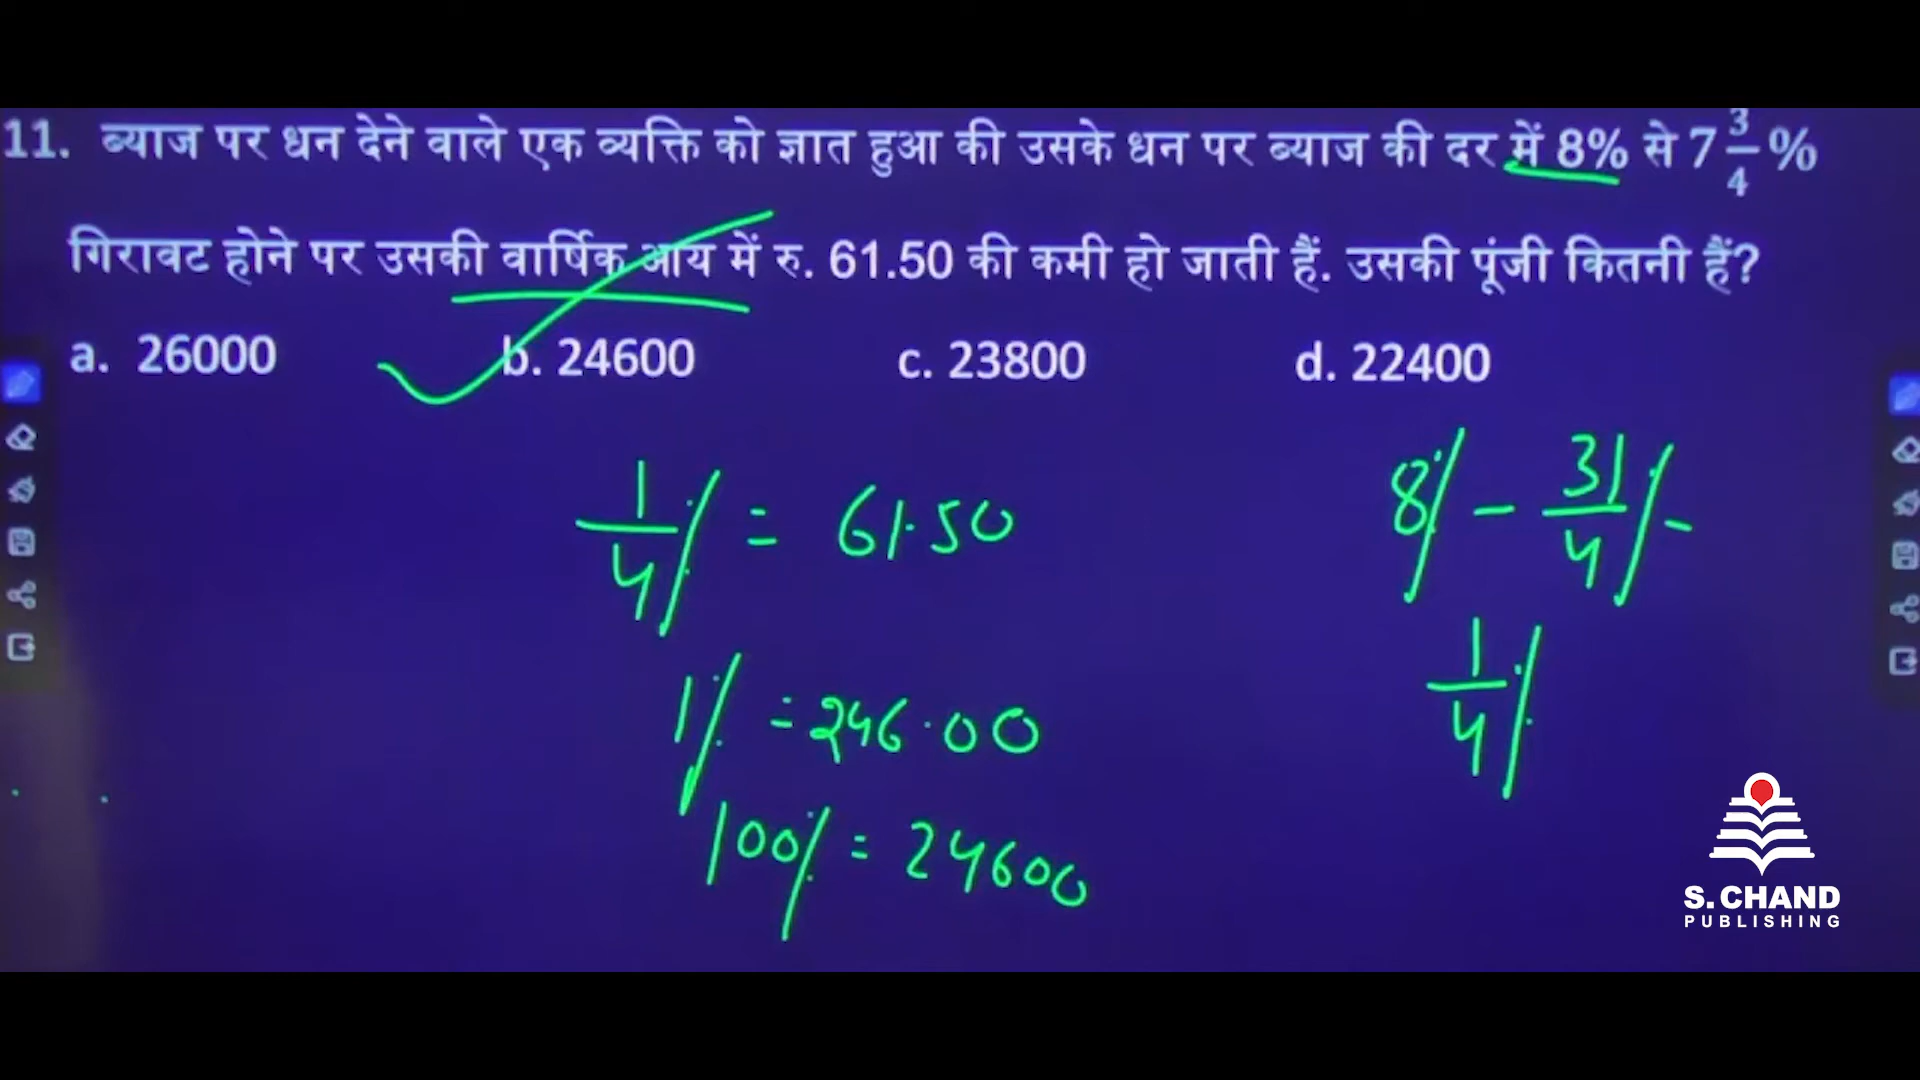 11. ब्याज पर धन देने वाले एक व्यक्ति को ज्ञात हुआ की उसके धन पर ब्याज की दर में 8% से 7 3/4 %
गिरावट होने पर उसकी वार्षिक आय में रु. 61.50 की कमी हो जाती हैं. उसकी पूंजी कितनी हैं?
a. 26000 b. 24600 c. 23800 d. 22400
1/4 % = 61.50
8% - 31/4 % -
1/4 %
1% = 246.00
100% = 24600
S. CHAND
PUBLISHING